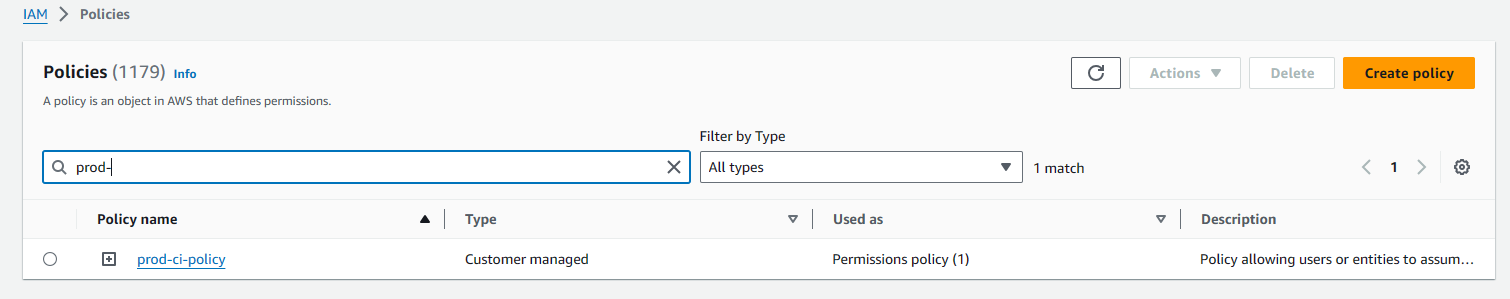 IAM > Policies
Policies (1179) Info
Actions
Delete
Create policy
A policy is an object in AWS that defines permissions.
Filter by Type
prod-
All types
1 match
1
Policy name Type Used as Description
prod-ci-policy Customer managed Permissions policy (1) Policy allowing users or entities to assum…